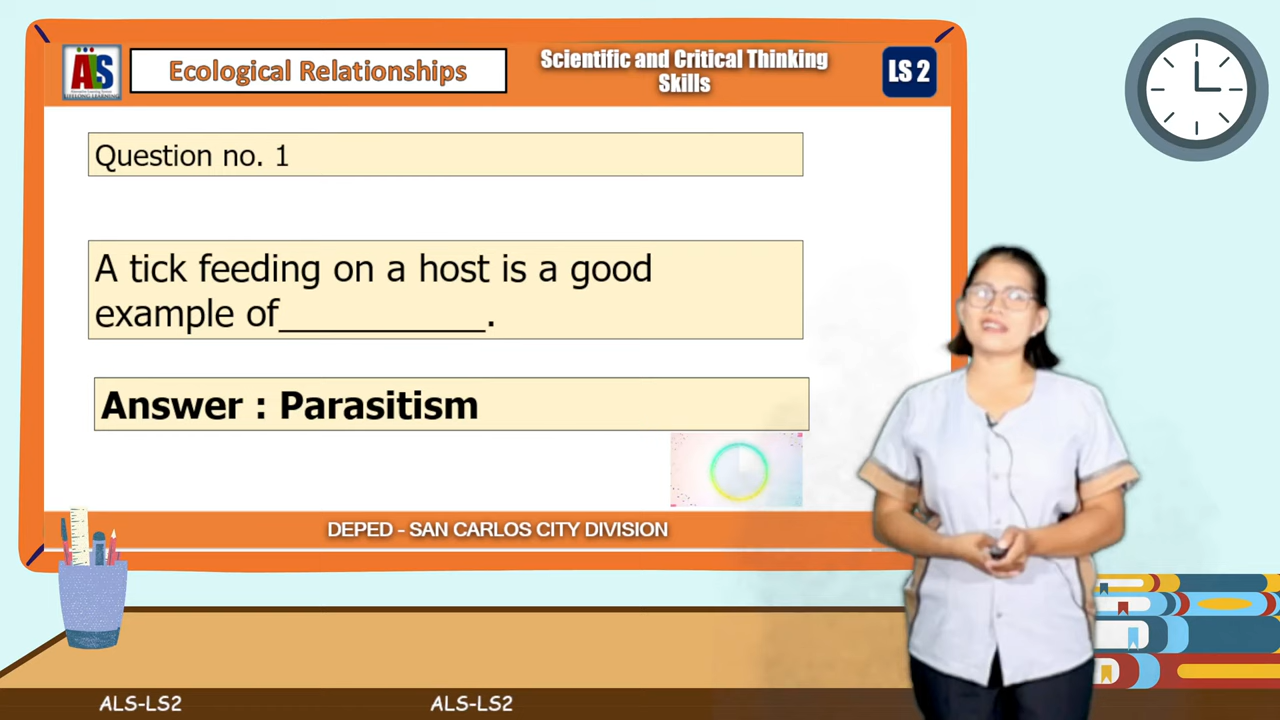 ALS
Ecological Relationships
Scientific and Critical Thinking
Skills
LS 2
Question no. 1
A tick feeding on a host is a good
example of__________.
Answer : Parasitism
DEPED - SAN CARLOS CITY DIVISION
ALS-LS2
ALS-LS2